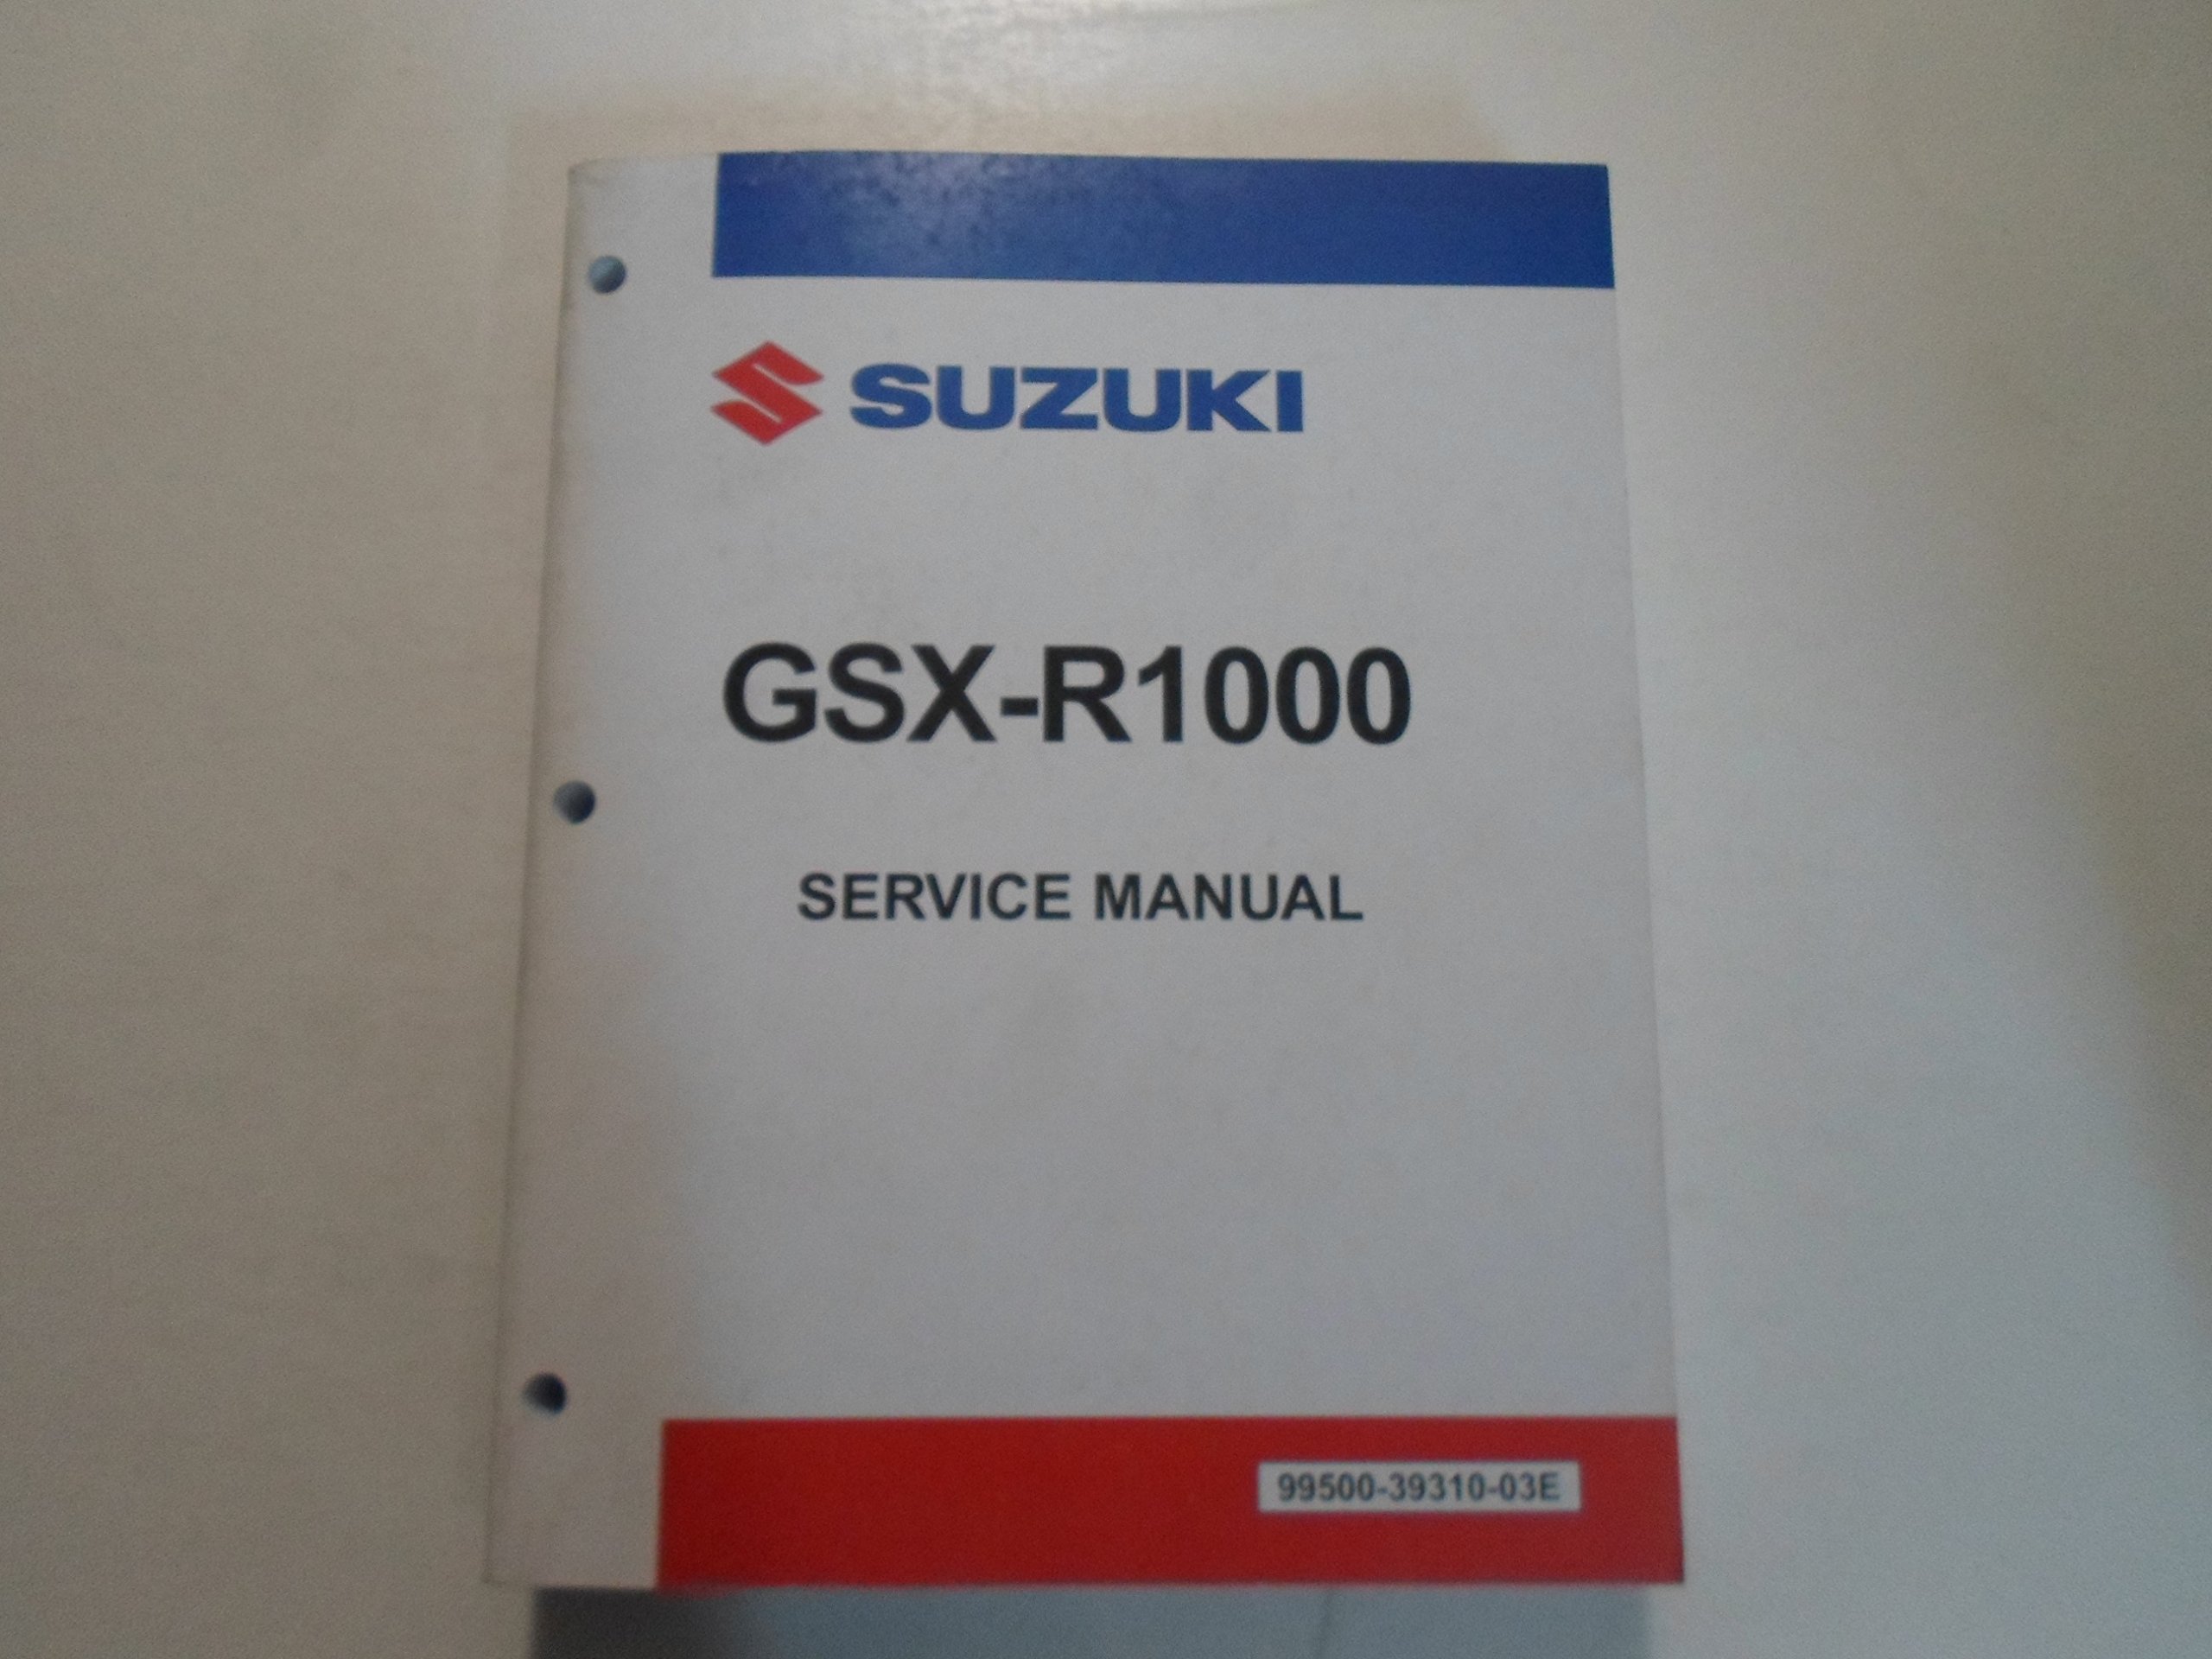 SUZUKI
GSX-R1000
SERVICE MANUAL
99500-39310-03E